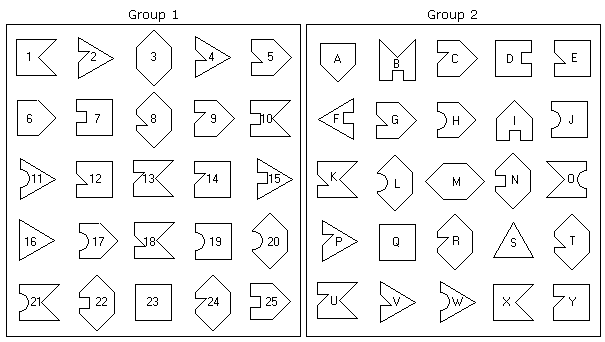 Group 1
Group 2
1 2 3 4 5
A B C D E
6 7 8 9 10
F G H I J
11 12 13 14 15
K L M N O
16 17 18 19 20
P Q R S T
21 22 23 24 25
U V W X Y